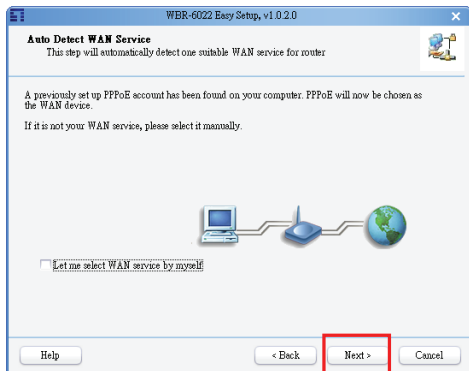 WBR-6022 Easy Setup, v1.0.2.0
Auto Detect WAN Service
This step will automatically detect one suitable WAN service for router
A previously set up PPPoE account has been found on your computer. PPPoE will now be chosen as
the WAN device.
If it is not your WAN service, please select it manually.
Let me select WAN service by myself
Help
< Back
Next >
Cancel